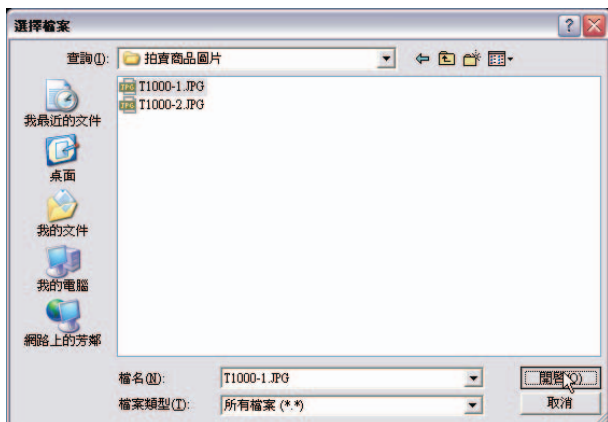 選擇檔案
查詢(I): 拍賣商品圖片
T1000-1.JPG
T1000-2.JPG
我最近的文件
桌面
我的文件
我的電腦
網路上的芳鄰
檔名(N): T1000-1.JPG 開啟(O)
檔案類型(T): 所有檔案 (*.*) 取消